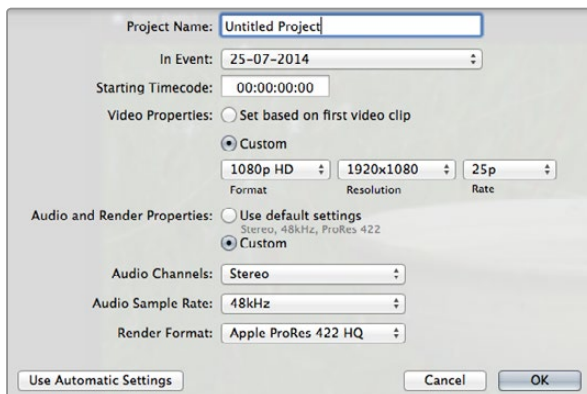 Project Name: Untitled Project
In Event: 25-07-2014
Starting Timecode: 00:00:00:00
Video Properties: Set based on first video clip
Custom
1080p HD 1920x1080 25p
Format Resolution Rate
Audio and Render Properties: Use default settings
Stereo, 48kHz, ProRes 422
Custom
Audio Channels: Stereo
Audio Sample Rate: 48kHz
Render Format: Apple ProRes 422 HQ
Use Automatic Settings Cancel OK